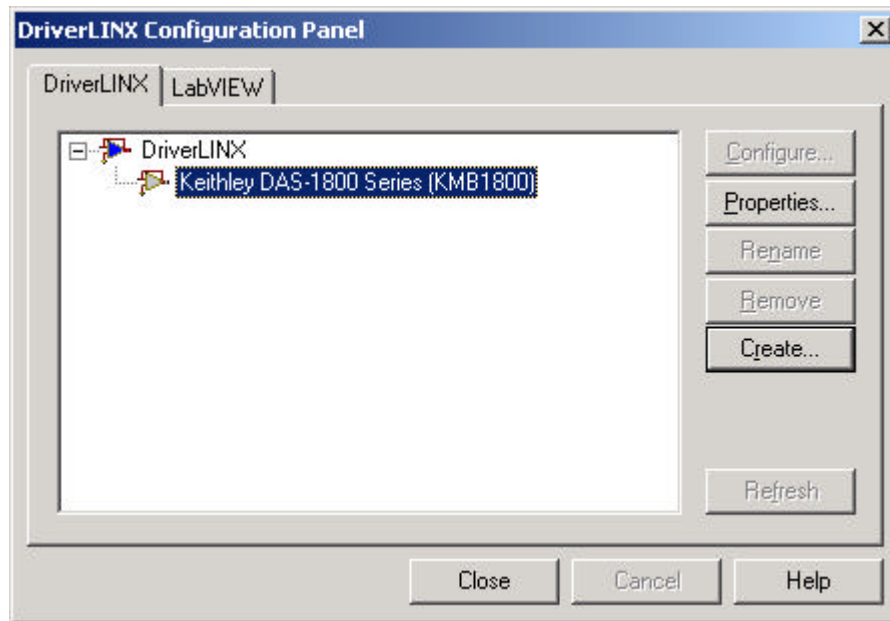 DriverLINX Configuration Panel
DriverLINX
LabVIEW
DriverLINX
Keithley DAS-1800 Series (KMB1800)
Configure...
Properties...
Rename
Remove
Create...
Refresh
Close
Cancel
Help